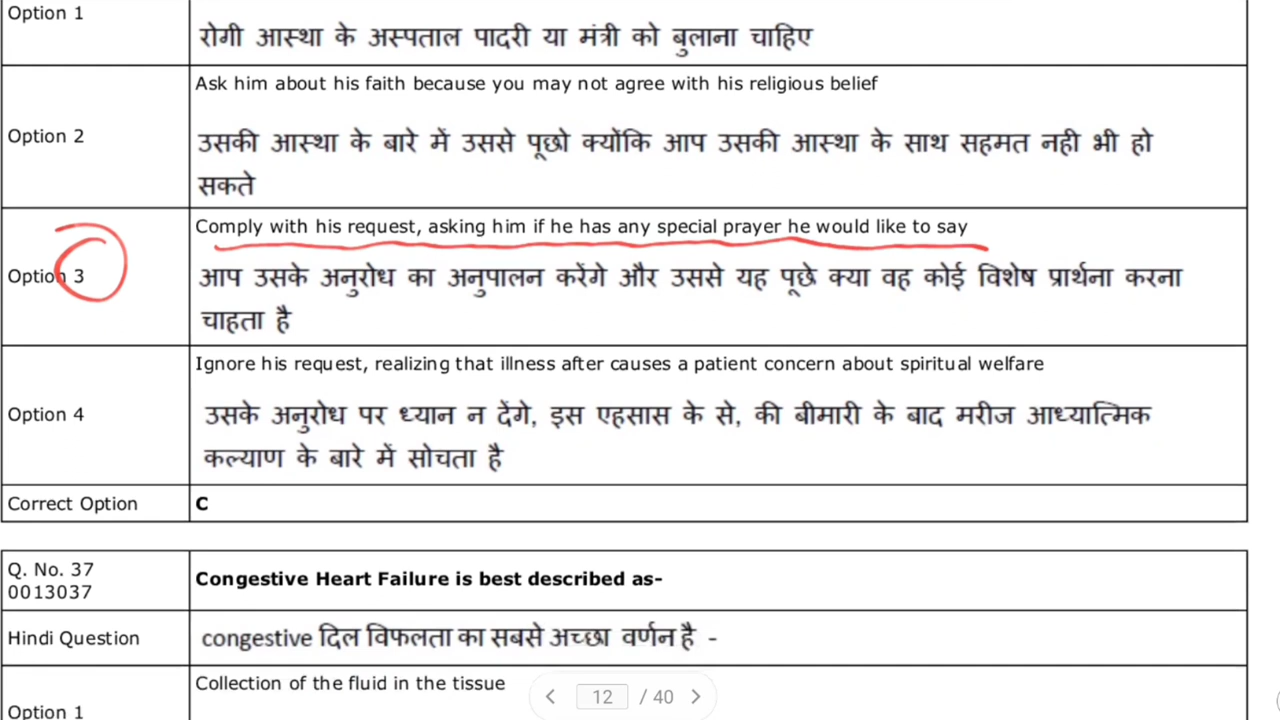 Option 1
रोगी आस्था के अस्पताल पादरी या मंत्री को बुलाना चाहिए
Ask him about his faith because you may not agree with his religious belief
Option 2
उसकी आस्था के बारे में उससे पूछो क्योंकि आप उसकी आस्था के साथ सहमत नही भी हो
सकते
Comply with his request, asking him if he has any special prayer he would like to say
Option 3
आप उसके अनुरोध का अनुपालन करेंगे और उससे यह पूछे क्या वह कोई विशेष प्रार्थना करना
चाहता है
Ignore his request, realizing that illness after causes a patient concern about spiritual welfare
Option 4
उसके अनुरोध पर ध्यान न देंगे, इस एहसास के से, की बीमारी के बाद मरीज आध्यात्मिक
कल्याण के बारे में सोचता है
Correct Option
C
Q. No. 37
0013037
Congestive Heart Failure is best described as-
Hindi Question
congestive दिल विफलता का सबसे अच्छा वर्णन है -
Collection of the fluid in the tissue
Option 1
12 / 40